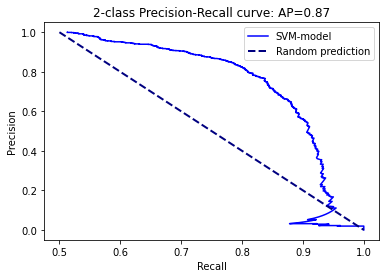 2-class Precision-Recall curve: AP=0.87
SVM-model
Random prediction
Precision
1.0
0.8
0.6
0.4
0.2
0.0
0.5 0.6 0.7 0.8 0.9 1.0
Recall